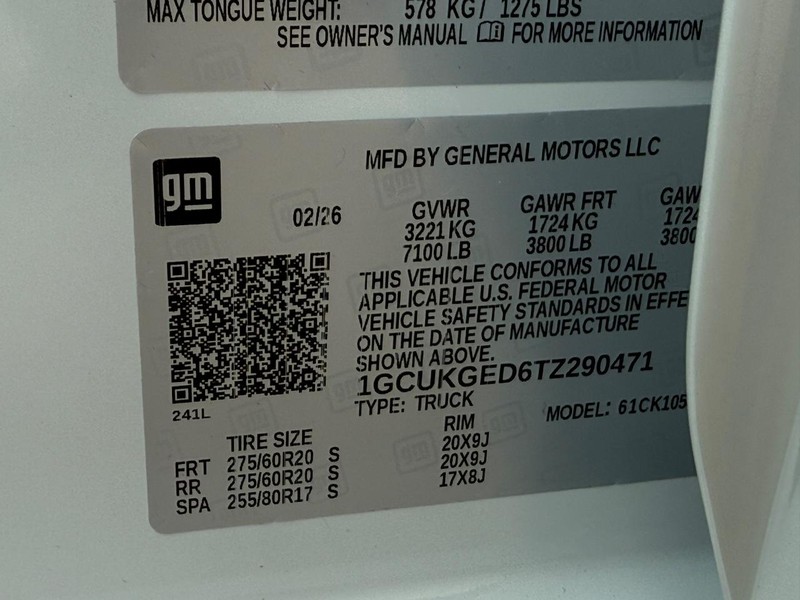 MAX TONGUE WEIGHT: 578 KG / 1275 LBS
SEE OWNER'S MANUAL FOR MORE INFORMATION
gm
MFD BY GENERAL MOTORS LLC
02/26
GVWR GAWR FRT GAW
3221 KG 1724 KG 1724
7100 LB 3800 LB 3800
THIS VEHICLE CONFORMS TO ALL
APPLICABLE U.S. FEDERAL MOTOR
VEHICLE SAFETY STANDARDS IN EFFE
ON THE DATE OF MANUFACTURE
SHOWN ABOVE.
1GCUKGED6TZ290471
TYPE: TRUCK
MODEL: 61CK105
241L
TIRE SIZE RIM
FRT 275/60R20 S 20X9J
RR 275/60R20 S 20X9J
SPA 255/80R17 S 17X8J